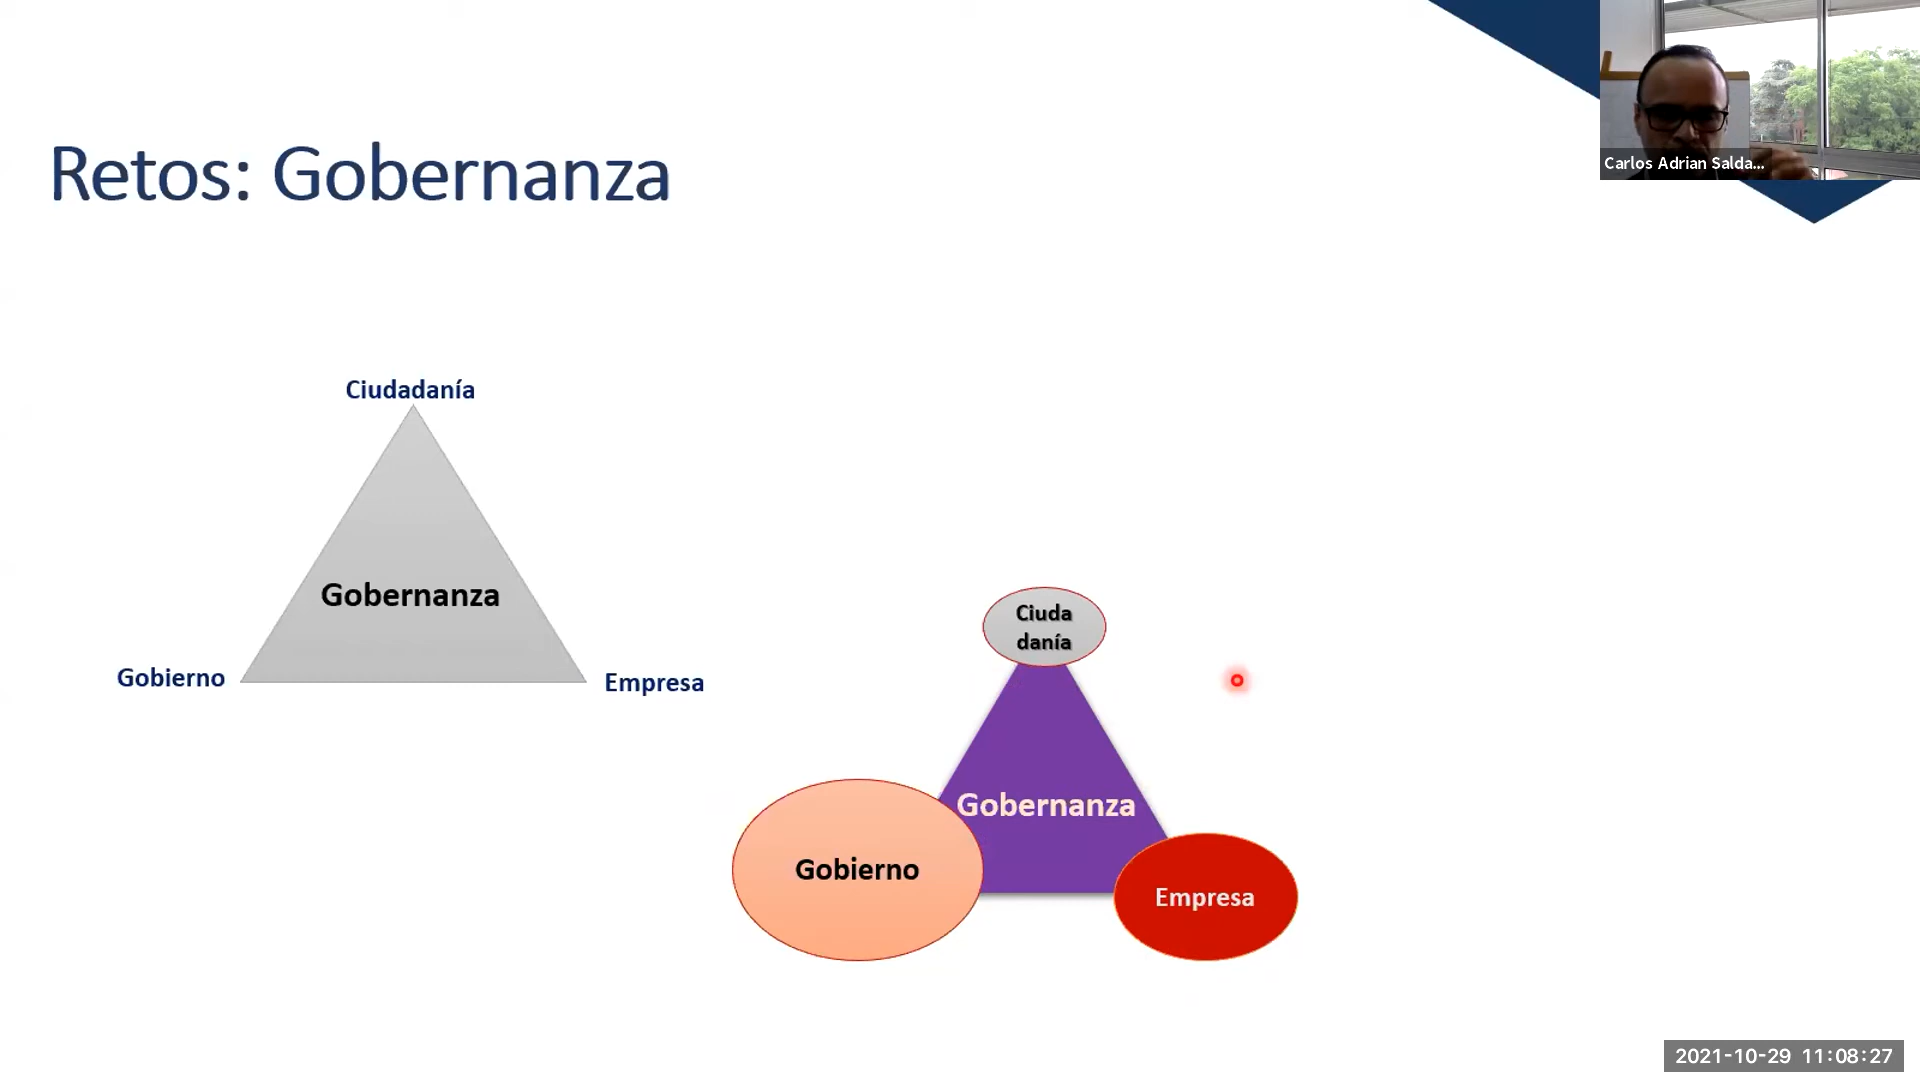 Carlos Adrian Salda...
Retos: Gobernanza
Ciudadanía
Gobernanza
Gobierno
Empresa
Ciuda
danía
Gobernanza
Gobierno
Empresa
2021-10-29 11:08:27